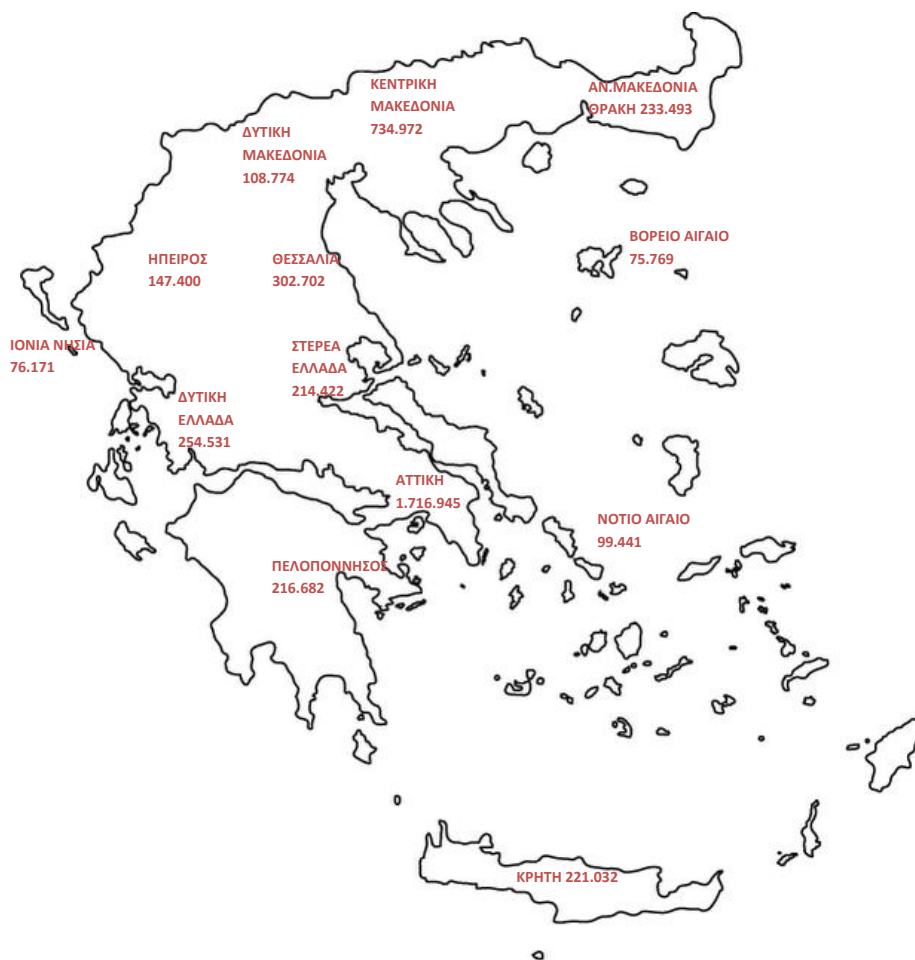 ΚΕΝΤΡΙΚΗ
ΜΑΚΕΔΟΝΙΑ
734.972
ΑΝ.ΜΑΚΕΔΟΝΙΑ
ΘΡΑΚΗ 233.493
ΔΥΤΙΚΗ
ΜΑΚΕΔΟΝΙΑ
108.774
ΒΟΡΕΙΟ ΑΙΓΑΙΟ
75.769
ΗΠΕΙΡΟΣ
147.400
ΘΕΣΣΑΛΙΑ
302.702
ΙΟΝΙΑ ΝΗΣΙΑ
76.171
ΣΤΕΡΕΑ
ΕΛΛΑΔΑ
214.422
ΔΥΤΙΚΗ
ΕΛΛΑΔΑ
254.531
ΑΤΤΙΚΗ
1.716.945
ΝΟΤΙΟ ΑΙΓΑΙΟ
99.441
ΠΕΛΟΠΟΝΝΗΣΟΣ
216.682
ΚΡΗΤΗ 221.032